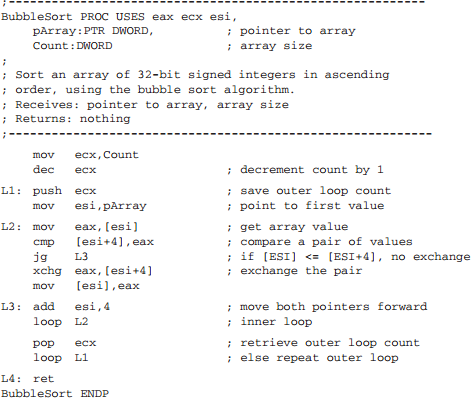 ;-----------------------------------------------------------
BubbleSort PROC USES eax ecx esi,
    pArray:PTR DWORD,          ; pointer to array
    Count:DWORD                ; array size
;
; Sort an array of 32-bit signed integers in ascending
; order, using the bubble sort algorithm.
; Receives: pointer to array, array size
; Returns: nothing
;-----------------------------------------------------------
    mov   ecx,Count
    dec   ecx                  ; decrement count by 1
L1: push  ecx                  ; save outer loop count
    mov   esi,pArray           ; point to first value
L2: mov   eax,[esi]            ; get array value
    cmp   [esi+4],eax          ; compare a pair of values
    jg    L3                   ; if [ESI] <= [ESI+4], no exchange
    xchg  eax,[esi+4]          ; exchange the pair
    mov   [esi],eax
L3: add   esi,4                ; move both pointers forward
    loop  L2                   ; inner loop
    pop   ecx                  ; retrieve outer loop count
    loop  L1                   ; else repeat outer loop
L4: ret
BubbleSort ENDP